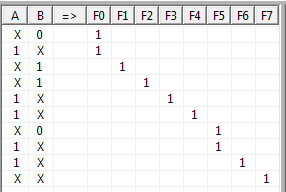 A B => F0 F1 F2 F3 F4 F5 F6 F7
X 0 1
1 X 1
X 1 1
X 1 1
1 X 1
1 X 1
X 0 1
1 X 1
1 X 1
X X 1